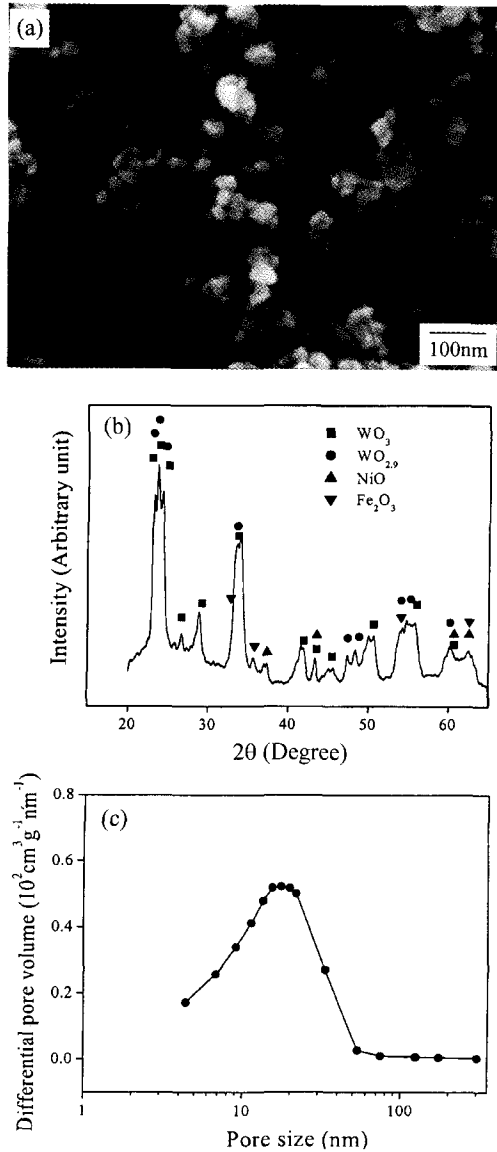 (a)
100nm
(b)
■ WO₃
● WO₂.₉
▲ NiO
▼ Fe₂O₃
Intensity (Arbitrary unit)
20 30 40 50 60
2θ (Degree)
(c)
Differential pore volume (10²cm³g⁻¹nm⁻¹)
0.8
0.6
0.4
0.2
0.0
1 10 100
Pore size (nm)